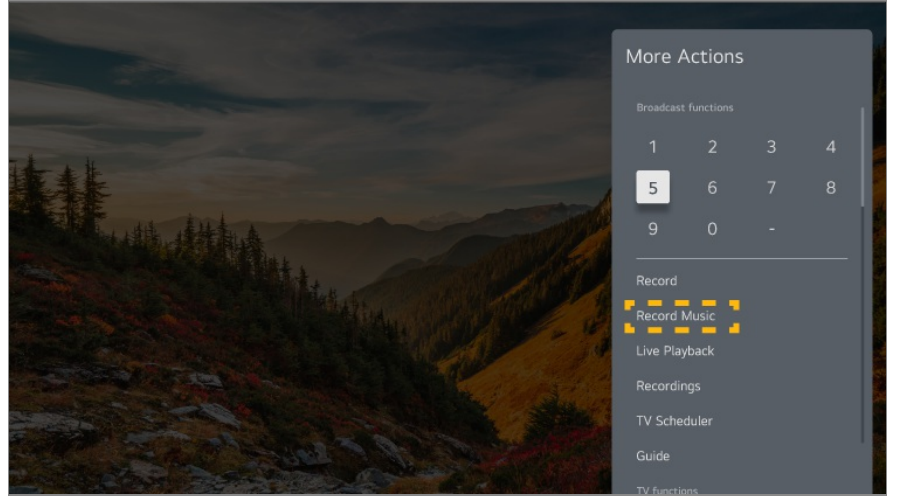 More Actions
Broadcast functions
1 2 3 4
5 6 7 8
9 0 -
Record
Record Music
Live Playback
Recordings
TV Scheduler
Guide
TV functions